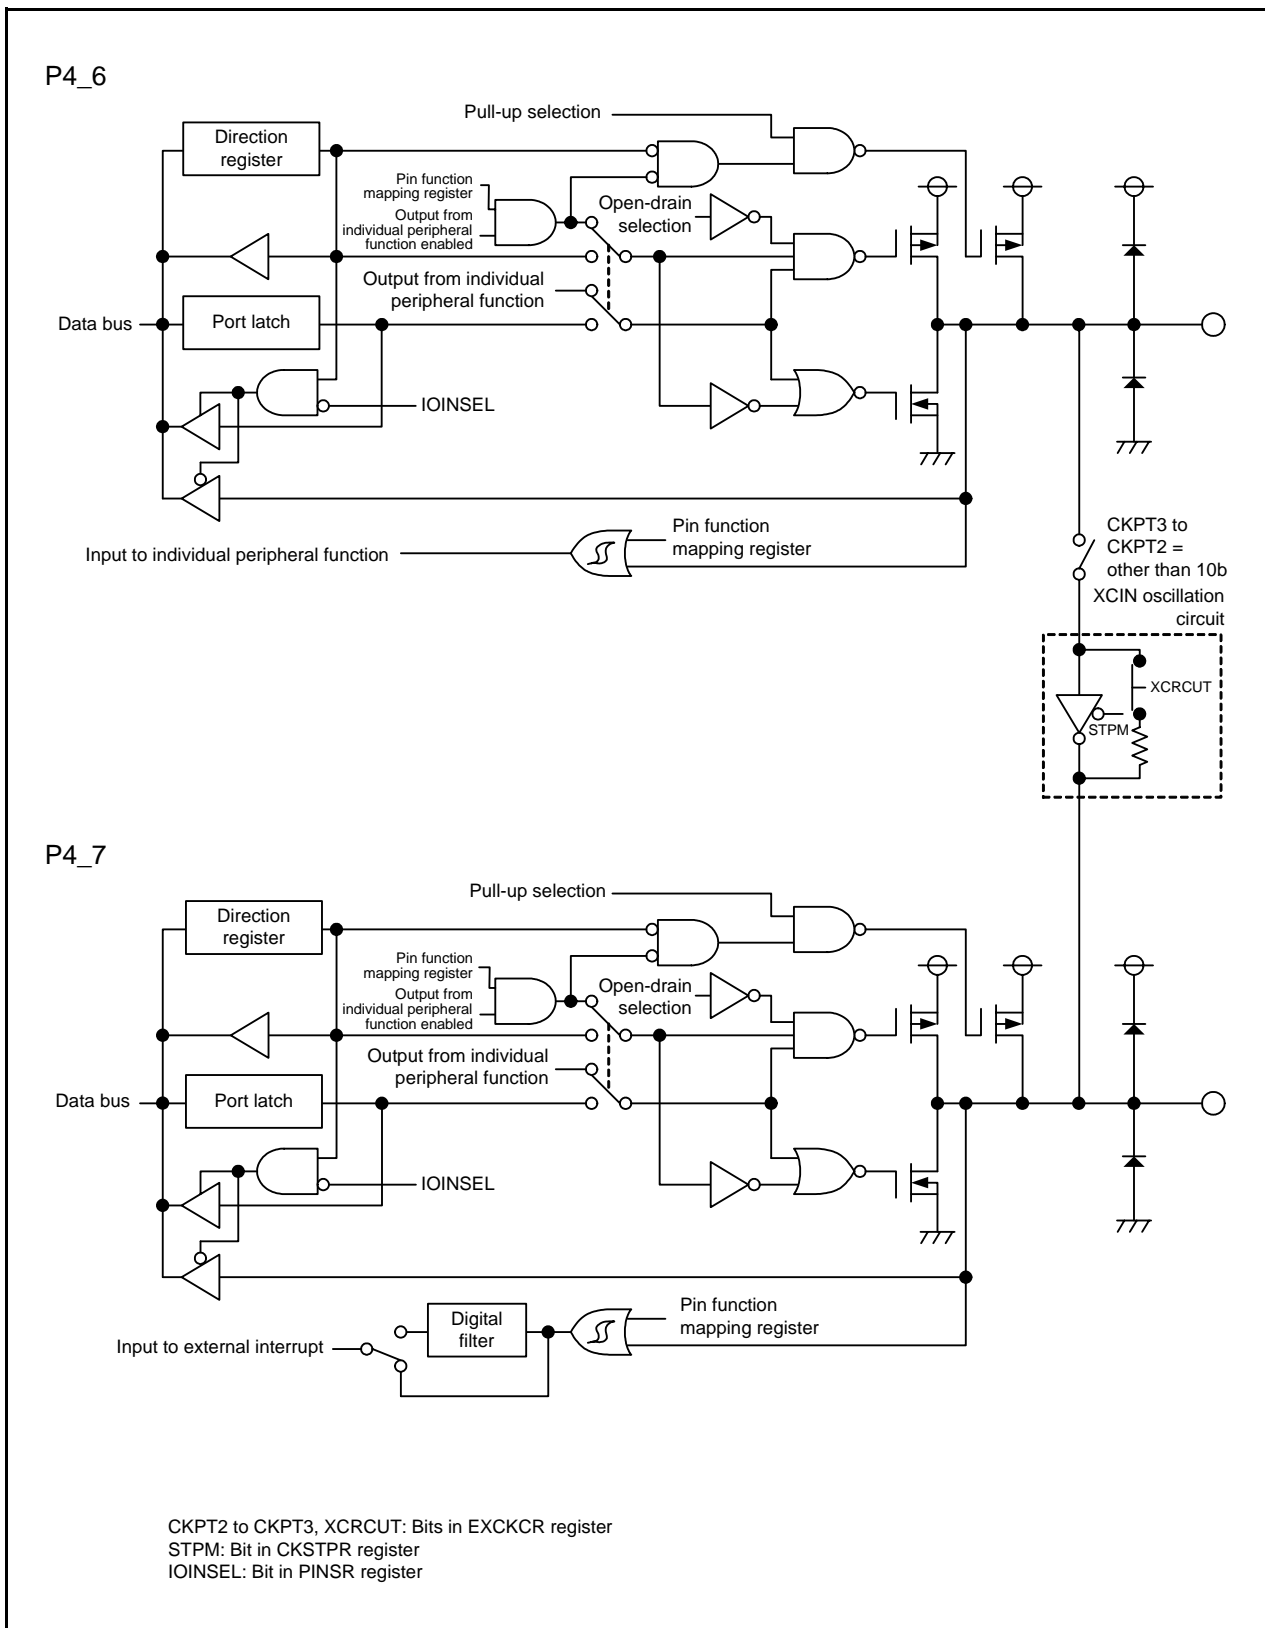 P4_6
Pull-up selection
Direction
register
Pin function
mapping register
Output from
individual peripheral
function enabled
Open-drain
selection
Output from individual
peripheral function
Data bus
Port latch
IOINSEL
Pin function
mapping register
Input to individual peripheral function
CKPT3 to
CKPT2 =
other than 10b
XCIN oscillation
circuit
XCRCUT
STPM
P4_7
Pull-up selection
Direction
register
Pin function
mapping register
Output from
individual peripheral
function enabled
Open-drain
selection
Output from individual
peripheral function
Data bus
Port latch
IOINSEL
Pin function
mapping register
Digital
filter
Input to external interrupt
CKPT2 to CKPT3, XCRCUT: Bits in EXCKCR register
STPM: Bit in CKSTPR register
IOINSEL: Bit in PINSR register